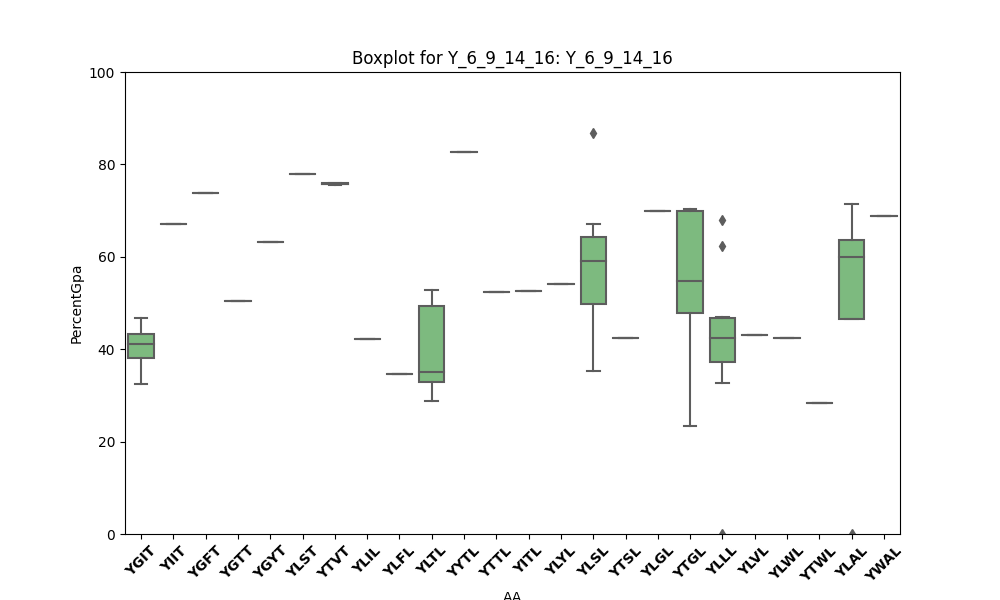 Boxplot for Y_6_9_14_16: Y_6_9_14_16
PercentGpa
100
80
60
40
20
0
YGIT YIIT YGFT YGTT YGYT YLST YTVT YLIL YLFL YLTL YYTL YTTL YITL YLYL YLSL YTSL YLGL YTGL YLLL YLVL YLWL YTWL YLAL YWAL
AA